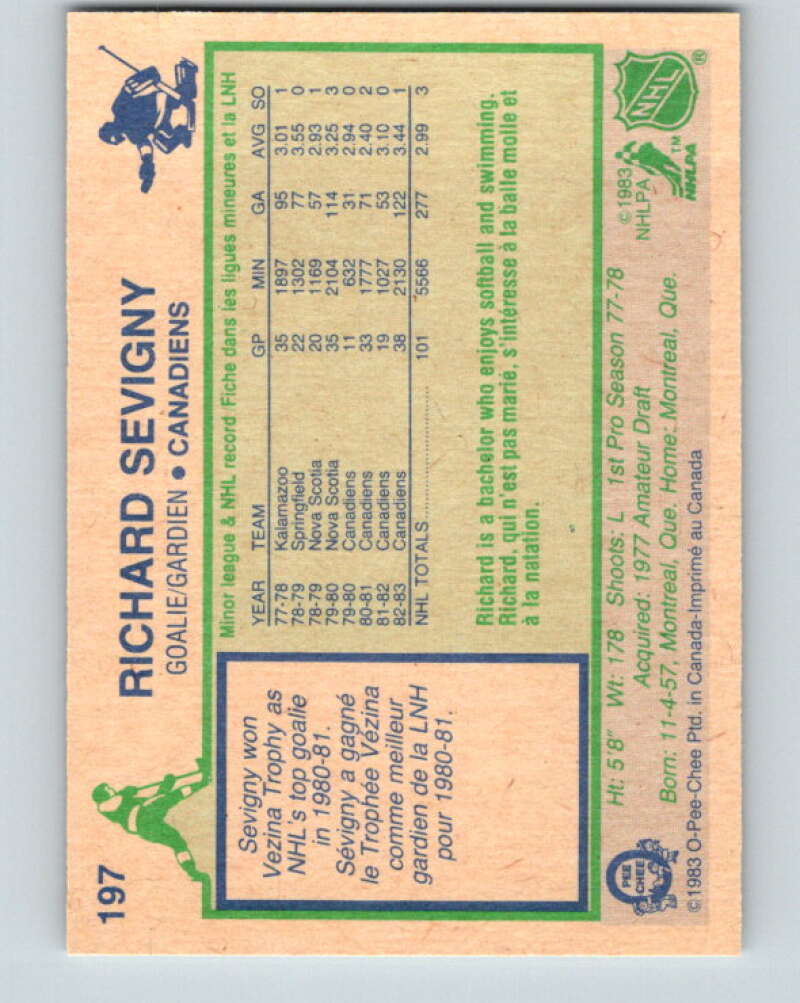 197
RICHARD SEVIGNY
GOALIE/GARDIEN • CANADIENS
Sevigny won
Vezina Trophy as
NHL's top goalie
in 1980-81.
Sévigny a gagné
le Trophée Vézina
comme meilleur
gardien de la LNH
pour 1980-81.
Minor league & NHL record/Fiche dans les ligues mineures et la LNH
YEAR TEAM GP MIN GA AVG SO
77-78 Kalamazoo 35 1897 95 3.01 1
78-79 Springfield 22 1302 77 3.55 0
78-79 Nova Scotia 20 1169 57 2.93 1
79-80 Nova Scotia 35 2104 114 3.25 3
79-80 Canadiens 11 632 31 2.94 0
80-81 Canadiens 33 1777 71 2.40 2
81-82 Canadiens 19 1027 53 3.10 0
82-83 Canadiens 38 2130 122 3.44 1
NHL TOTALS 101 5566 277 2.99 3
Richard is a bachelor who enjoys softball and swimming.
Richard, qui n'est pas marié, s'intéresse à la balle molle et
à la natation.
O PEE CHEE
Ht: 5'8" Wt: 178 Shoots: L 1st Pro Season 77-78
Acquired: 1977 Amateur Draft
Born: 11-4-57, Montreal, Que. Home: Montreal, Que.
©1983 O-Pee-Chee Ptd. in Canada-Imprimé au Canada
©1983
NHLPA
NHLPA TM
NHL ®